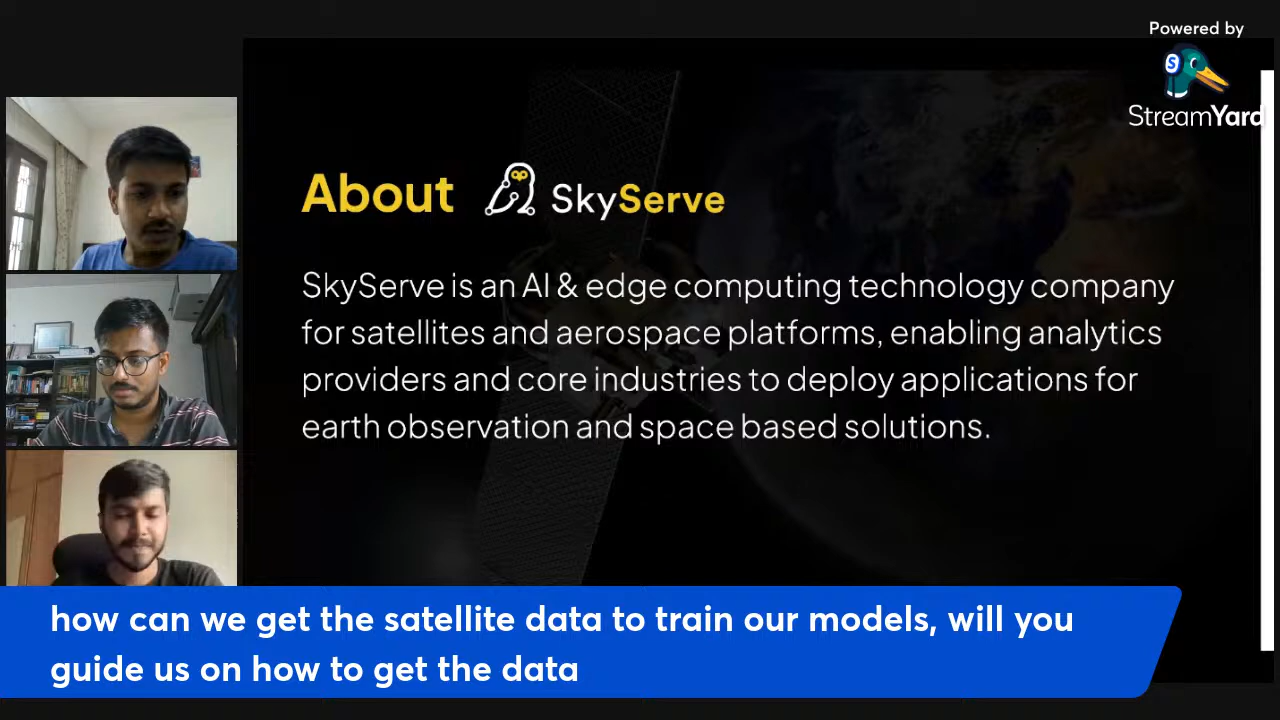 Powered by
S
StreamYard
About SkyServe
SkyServe is an AI & edge computing technology company
for satellites and aerospace platforms, enabling analytics
providers and core industries to deploy applications for
earth observation and space based solutions.
how can we get the satellite data to train our models, will you
guide us on how to get the data